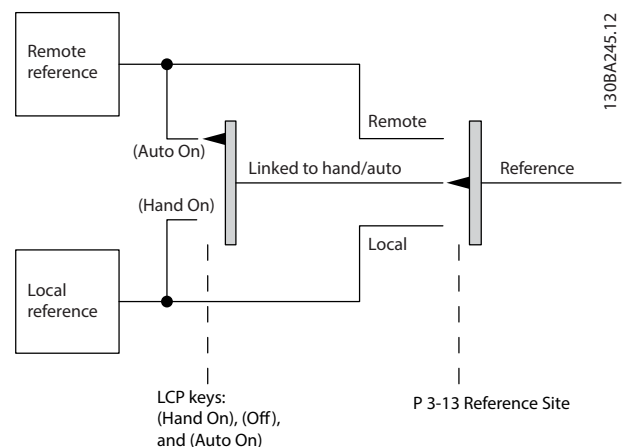 Remote
reference
130BA245.12
Remote
(Auto On)
Linked to hand/auto
Reference
(Hand On)
Local
Local
reference
LCP keys:
(Hand On), (Off),
and (Auto On)
P 3-13 Reference Site